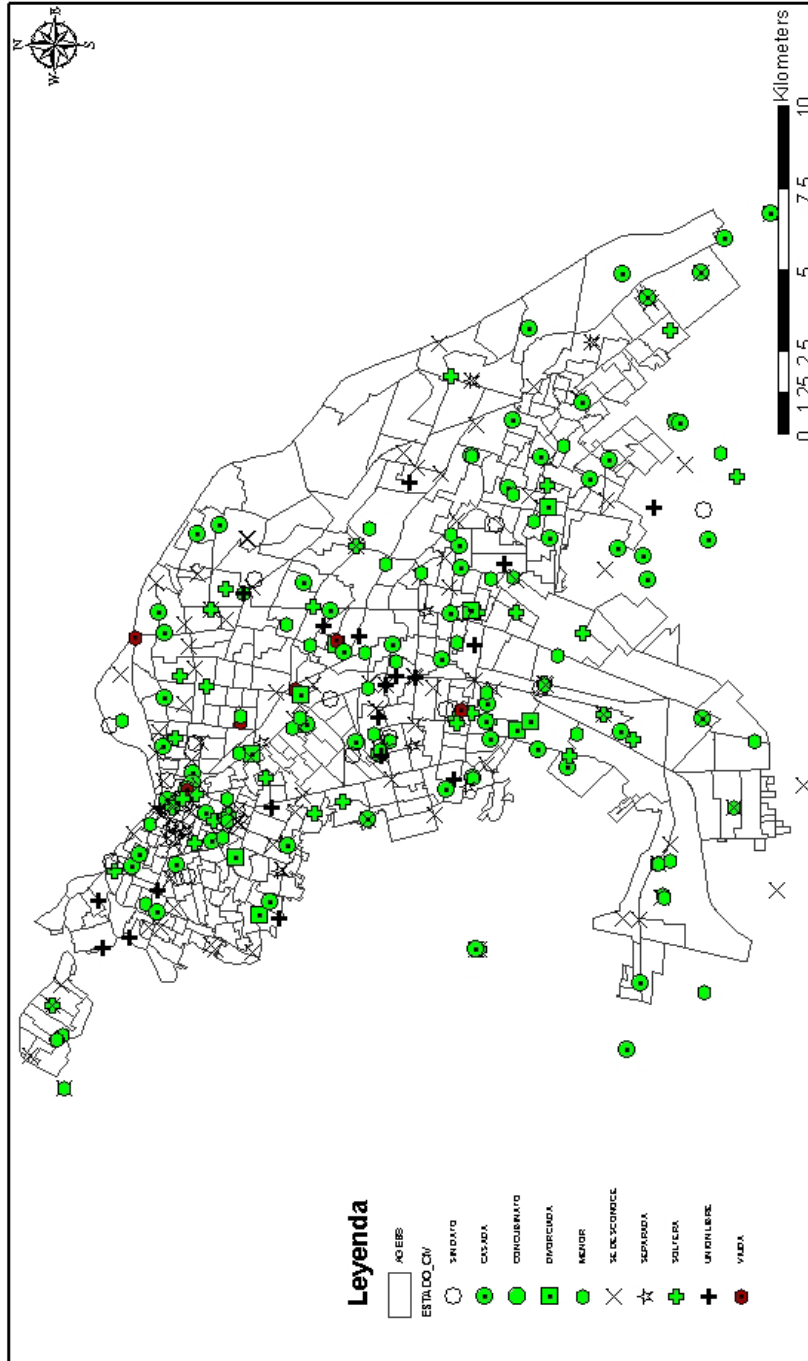 N
W E
S
Kilometers
0 1.25 2.5 5 7.5 10
Leyenda
AGEBS
ESTADO_CIV
SIN DATO
CASADA
CONCUBINATO
DIVORCIADA
MENOR
SE DESCONOCE
SEPARADA
SOLTERA
UNION LIBRE
VIUDA